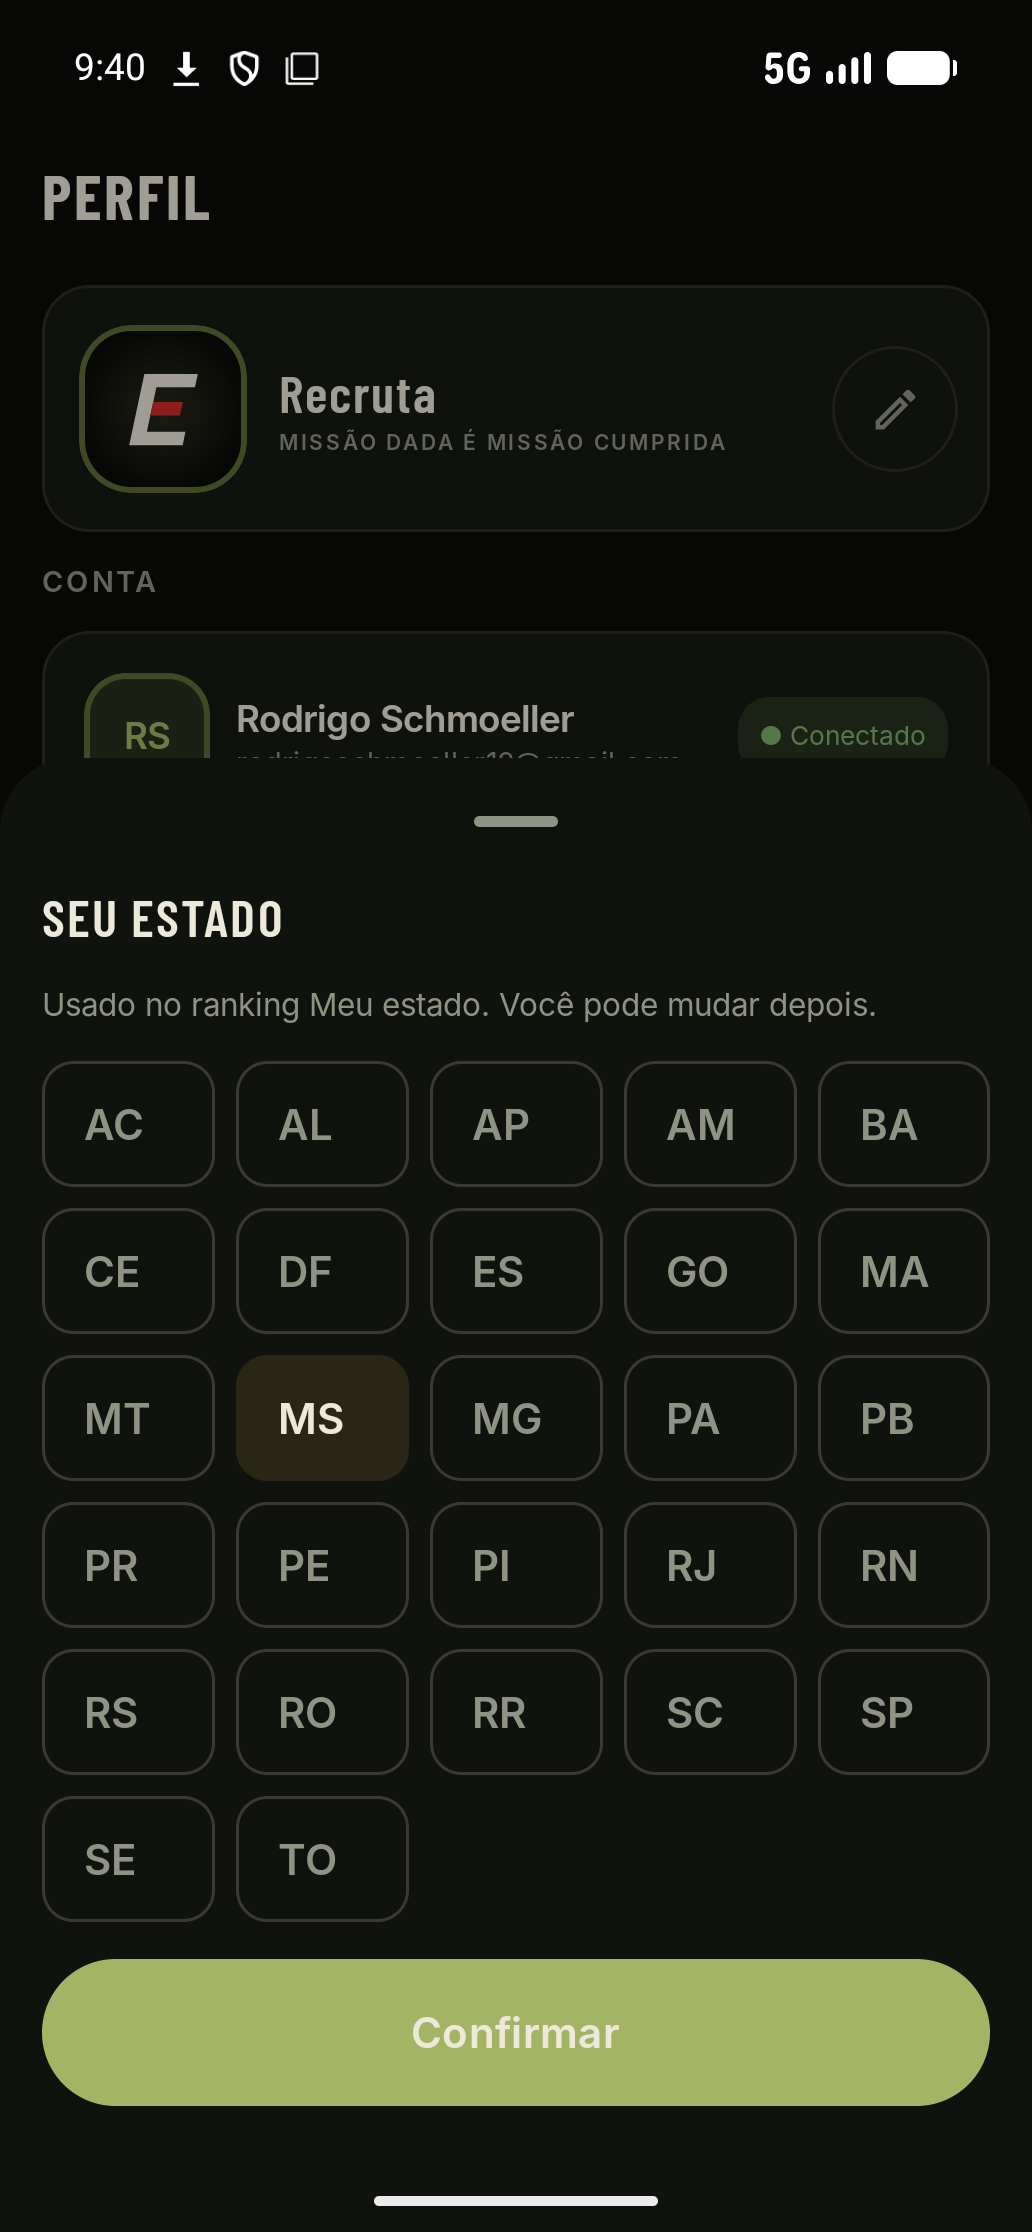 9:40
5G
PERFIL
E
Recruta
MISSÃO DADA É MISSÃO CUMPRIDA
CONTA
RS
Rodrigo Schmoeller
Conectado
SEU ESTADO
Usado no ranking Meu estado. Você pode mudar depois.
AC AL AP AM BA
CE DF ES GO MA
MT MS MG PA PB
PR PE PI RJ RN
RS RO RR SC SP
SE TO
Confirmar